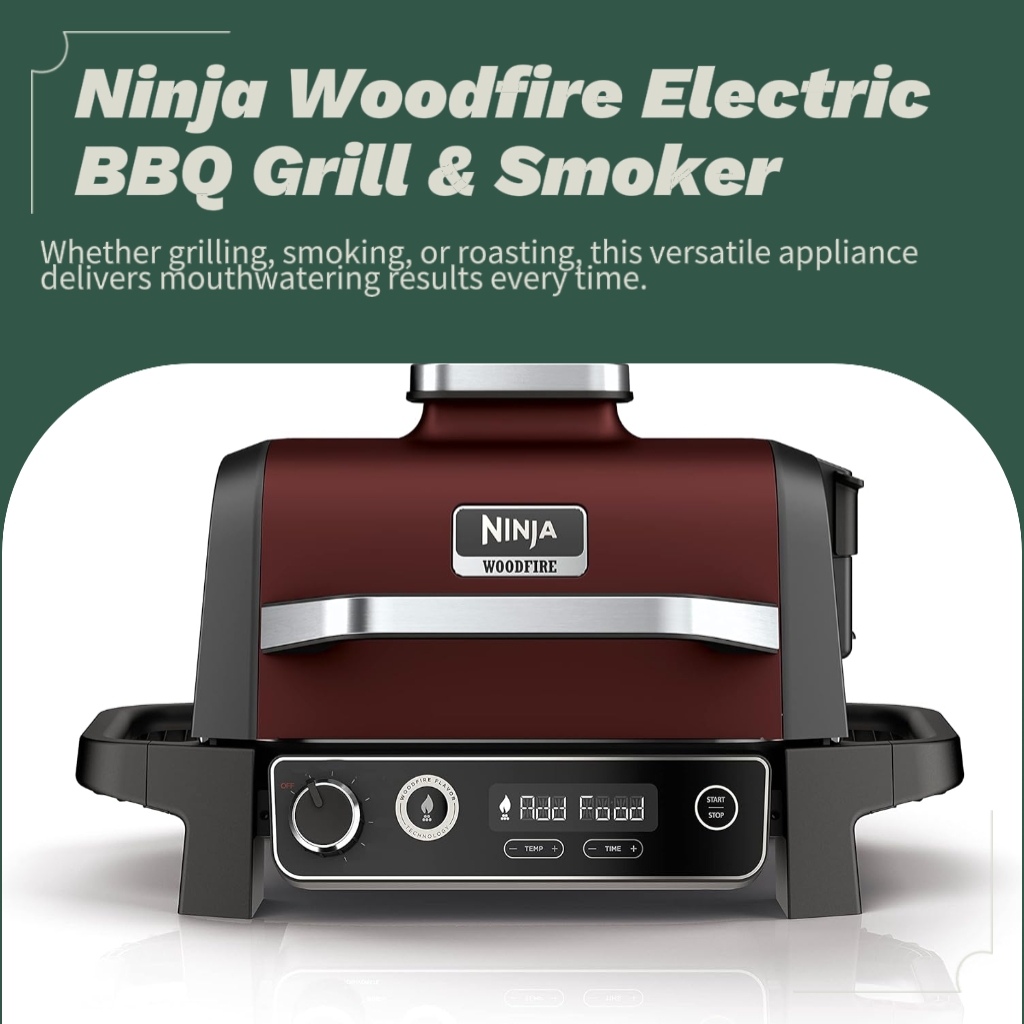 Ninja Woodfire Electric
BBQ Grill & Smoker
Whether grilling, smoking, or roasting, this versatile appliance
delivers mouthwatering results every time.
NINJA
WOODFIRE
OFF
WOODFIRE FLAVOR
TECHNOLOGY
Add Food
START
STOP
− TEMP +
− TIME +